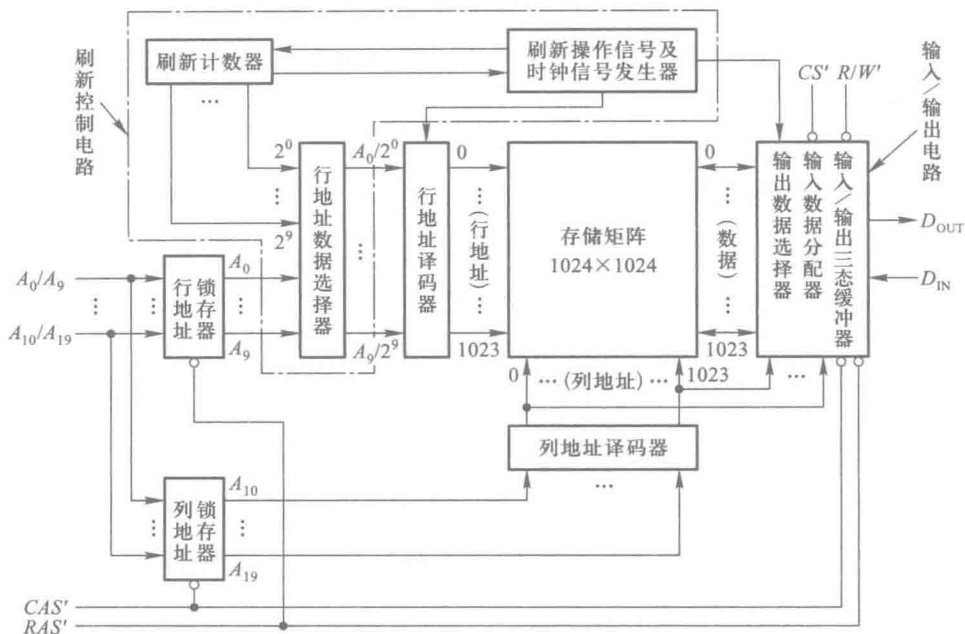 刷新控制电路
刷新计数器
…
刷新操作信号及
时钟信号发生器
CS' R/W'
输入/输出电路
2⁰
⋮
2⁹
行地址数据选择器
A₀/2⁰
⋮
A₉/2⁹
行地址译码器
0
…(行地址)…
1023
存储矩阵
1024×1024
0
…(数据)…
1023
输出数据选择器
输入数据分配器
输入/输出三态缓冲器
D_OUT
D_IN
A₀/A₉
⋮ ⋮
A₁₀/A₁₉
行地址
锁存器
A₀
⋮
A₉
0 …(列地址)… 1023
…
列地址译码器
…
列地址
锁存器
⋮
A₁₀
⋮
A₁₉
CAS'
RAS'